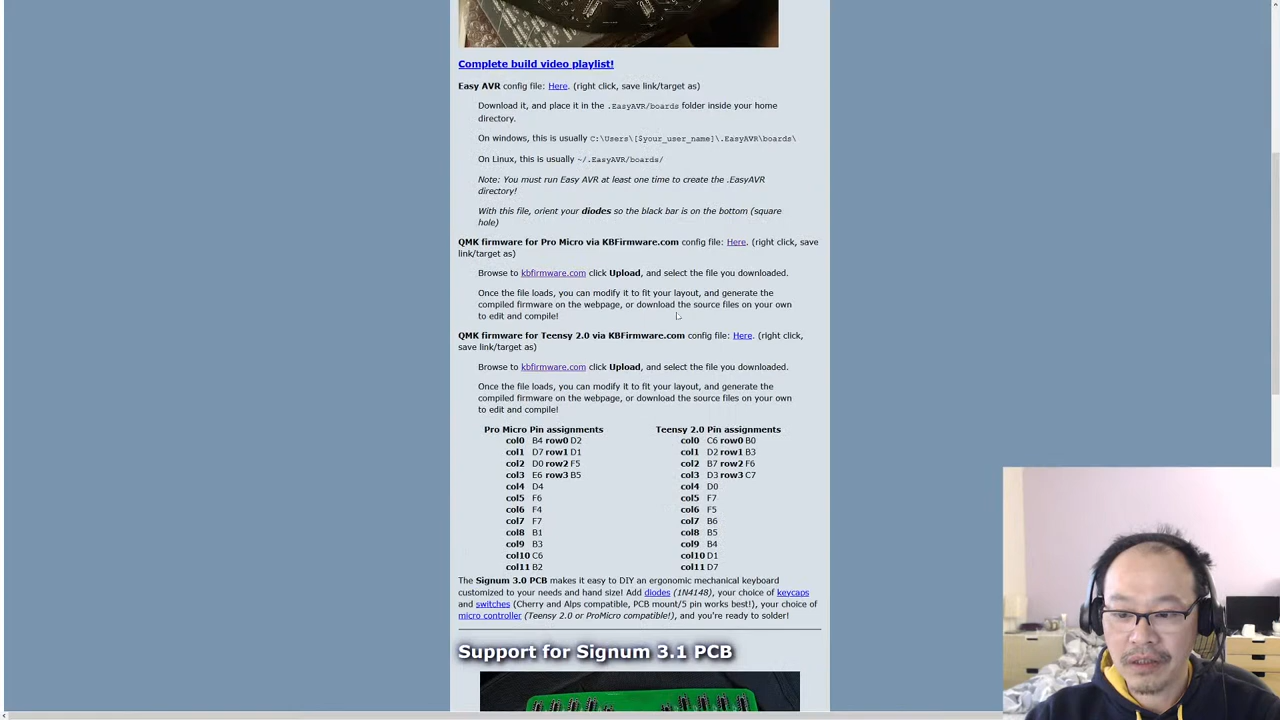 Complete build video playlist!
Easy AVR config file: Here. (right click, save link/target as)
Download it, and place it in the .EasyAVR/boards folder inside your home
directory.
On windows, this is usually C:\Users\[$your_user_name]\.EasyAVR\boards\
On Linux, this is usually ~/.EasyAVR/boards/
Note: You must run Easy AVR at least one time to create the .EasyAVR
directory!
With this file, orient your diodes so the black bar is on the bottom (square
hole)
QMK firmware for Pro Micro via KBFirmware.com config file: Here. (right click, save
link/target as)
Browse to kbfirmware.com click Upload, and select the file you downloaded.
Once the file loads, you can modify it to fit your layout, and generate the
compiled firmware on the webpage, or download the source files on your own
to edit and compile!
QMK firmware for Teensy 2.0 via KBFirmware.com config file: Here. (right click,
save link/target as)
Browse to kbfirmware.com click Upload, and select the file you downloaded.
Once the file loads, you can modify it to fit your layout, and generate the
compiled firmware on the webpage, or download the source files on your own
to edit and compile!
Pro Micro Pin assignments Teensy 2.0 Pin assignments
col0 B4 row0 D2 col0 C6 row0 B0
col1 D7 row1 D1 col1 D2 row1 B3
col2 D0 row2 F5 col2 B7 row2 F6
col3 E6 row3 B5 col3 D3 row3 C7
col4 D4 col4 D0
col5 F6 col5 F7
col6 F4 col6 F5
col7 F7 col7 B6
col8 B1 col8 B5
col9 B3 col9 B4
col10 C6 col10 D1
col11 B2 col11 D7
The Signum 3.0 PCB makes it easy to DIY an ergonomic mechanical keyboard
customized to your needs and hand size! Add diodes (1N4148), your choice of keycaps
and switches (Cherry and Alps compatible, PCB mount/5 pin works best!), your choice of
micro controller (Teensy 2.0 or ProMicro compatible!), and you're ready to solder!
Support for Signum 3.1 PCB